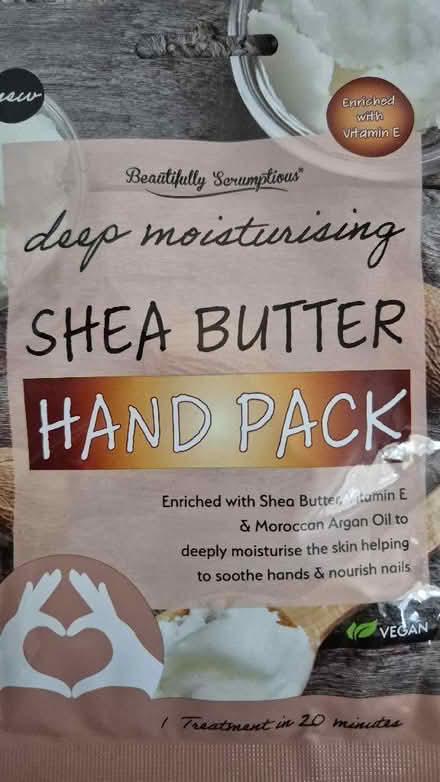 new
Enriched
with
Vitamin E
Beautifully Scrumptious®
deep moisturising
SHEA BUTTER
HAND PACK
Enriched with Shea Butter, Vitamin E
& Moroccan Argan Oil to
deeply moisturise the skin helping
to soothe hands & nourish nails
VEGAN
1 Treatment in 20 minutes